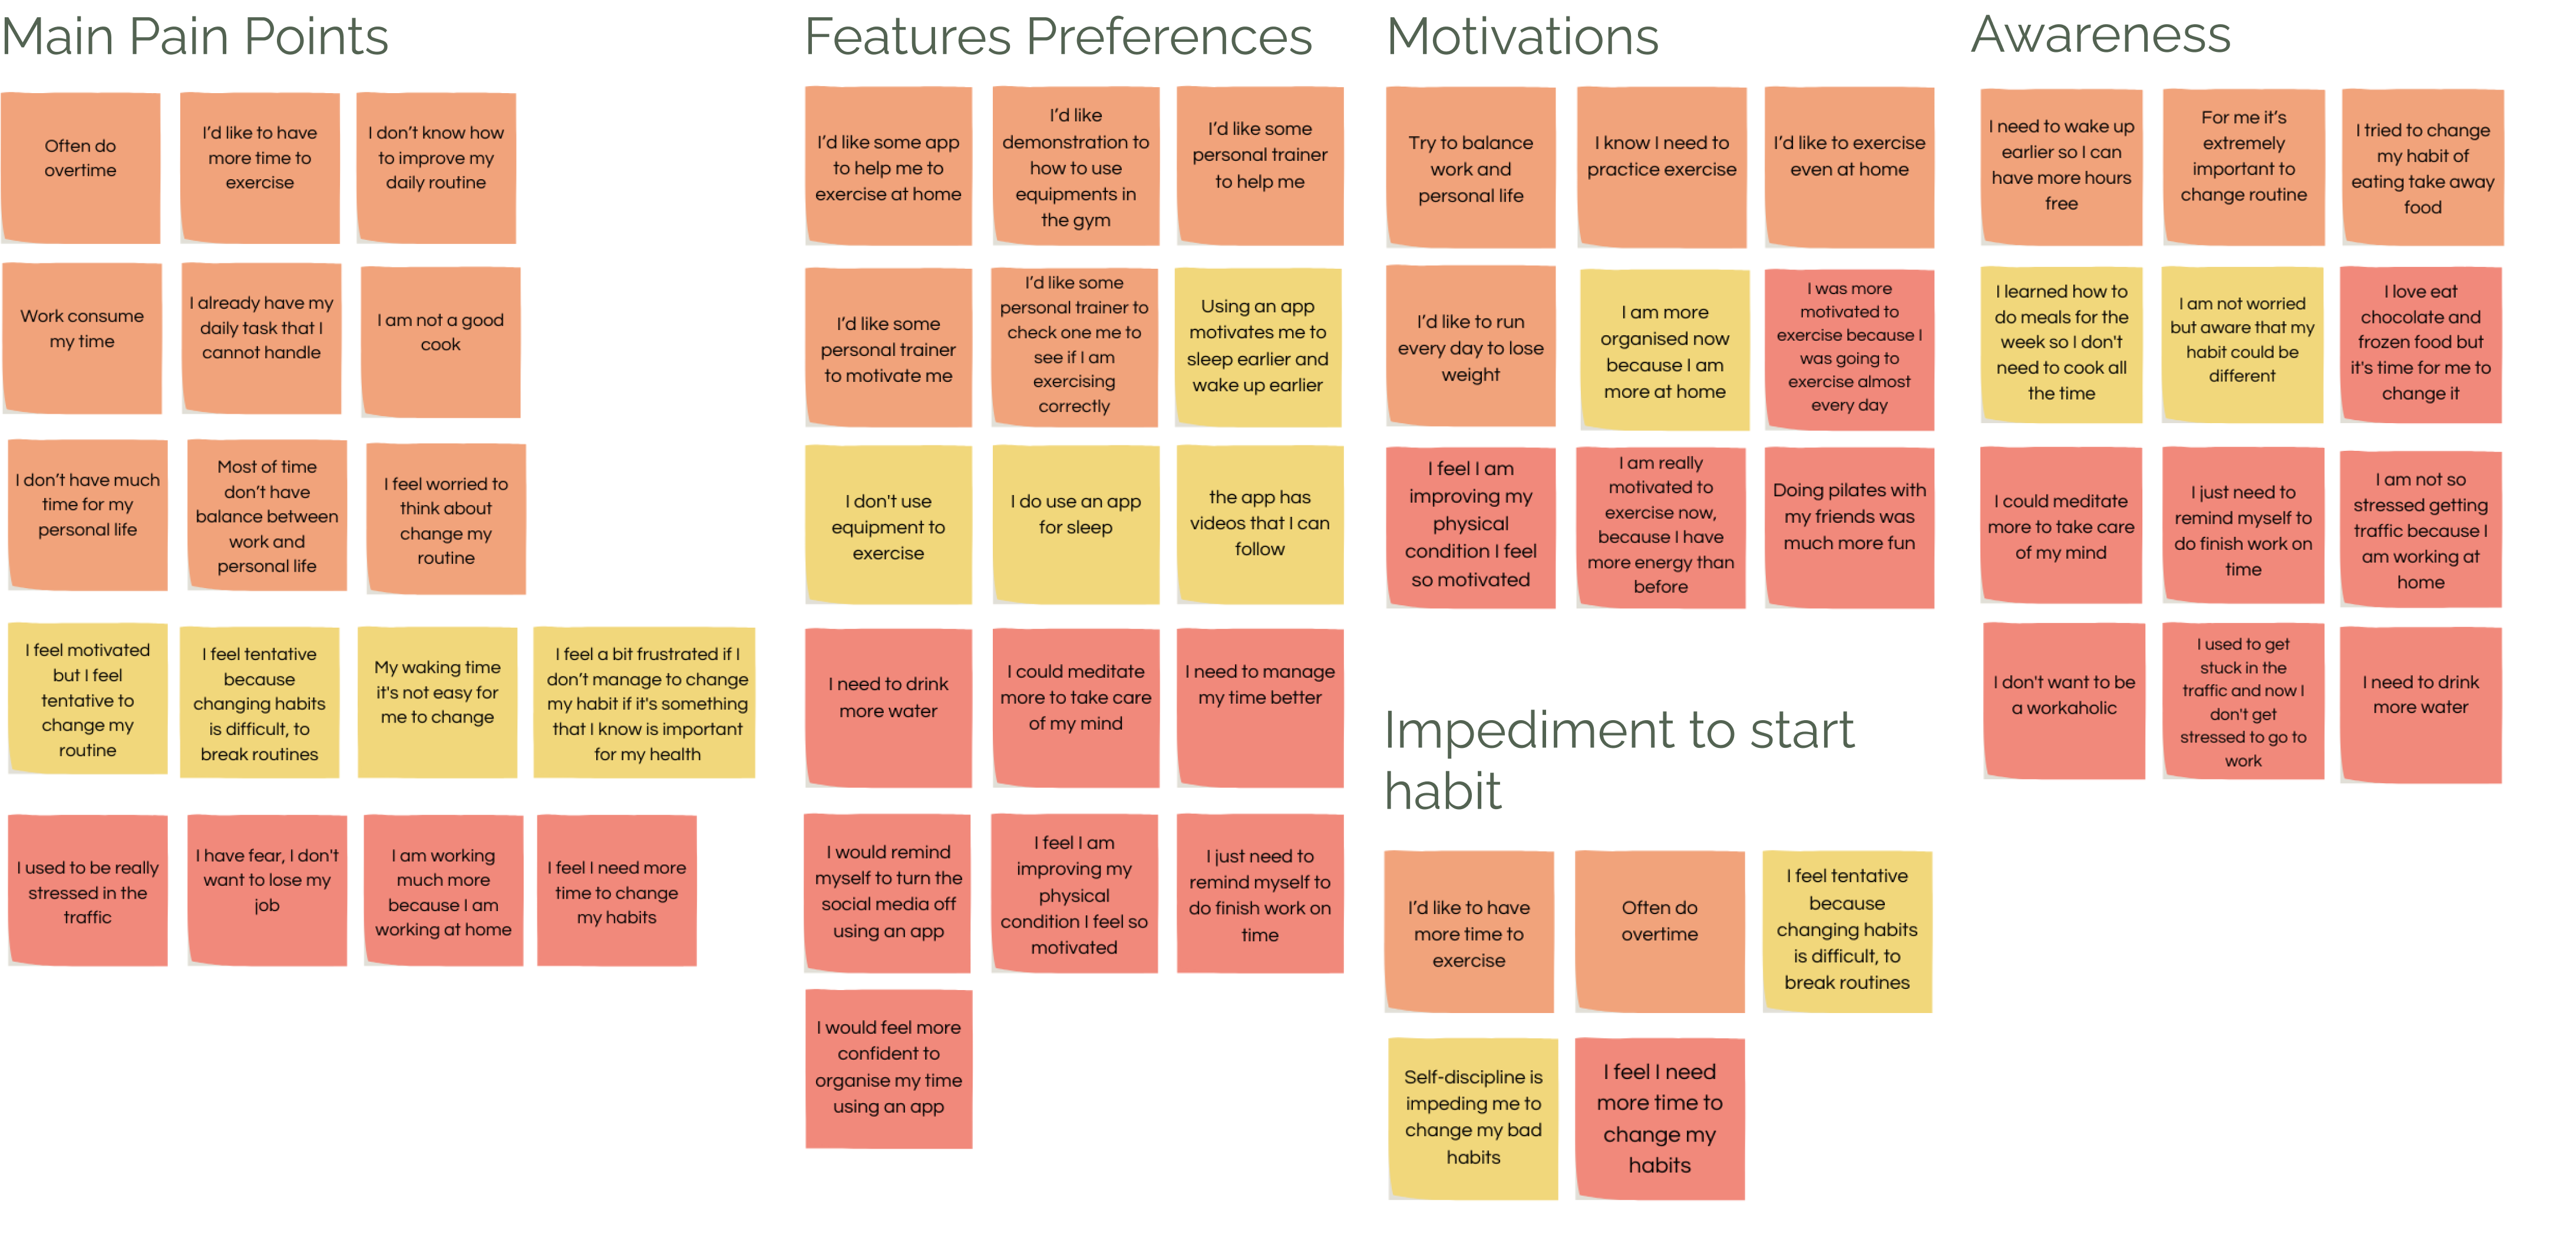 Main Pain Points
Often do
overtime
I'd like to have
more time to
exercise
I don't know how
to improve my
daily routine
Work consume
my time
I already have my
daily task that I
cannot handle
I am not a good
cook
I don't have much
time for my
personal life
Most of time
don't have
balance between
work and
personal life
I feel worried to
think about
change my
routine
I feel motivated
but I feel
tentative to
change my
routine
I feel tentative
because
changing habits
is difficult, to
break routines
My waking time
it's not easy for
me to change
I feel a bit frustrated if I
don't manage to change
my habit if it's something
that I know is important
for my health
I used to be really
stressed in the
traffic
I have fear, I don't
want to lose my
job
I am working
much more
because I am
working at home
I feel I need more
time to change
my habits
Features Preferences
I'd like some app
to help me to
exercise at home
I'd like
demonstration to
how to use
equipments in
the gym
I'd like some
personal trainer
to help me
I'd like some
personal trainer
to motivate me
I'd like some
personal trainer to
check one me to
see if I am
exercising
correctly
Using an app
motivates me to
sleep earlier and
wake up earlier
I don't use
equipment to
exercise
I do use an app
for sleep
the app has
videos that I can
follow
I need to drink
more water
I could meditate
more to take care
of my mind
I need to manage
my time better
I would remind
myself to turn the
social media off
using an app
I feel I am
improving my
physical
condition I feel so
motivated
I just need to
remind myself to
do finish work on
time
I would feel more
confident to
organise my time
using an app
Motivations
Try to balance
work and
personal life
I know I need to
practice exercise
I'd like to exercise
even at home
I'd like to run
every day to lose
weight
I am more
organised now
because I am
more at home
I was more
motivated to
exercise because I
was going to
exercise almost
every day
I feel I am
improving my
physical
condition I feel
so motivated
I am really
motivated to
exercise now,
because I have
more energy than
before
Doing pilates with
my friends was
much more fun
Impediment to start
habit
I'd like to have
more time to
exercise
Often do
overtime
I feel tentative
because
changing habits
is difficult, to
break routines
Self-discipline is
impeding me to
change my bad
habits
I feel I need
more time to
change my
habits
Awareness
I need to wake up
earlier so I can
have more hours
free
For me it's
extremely
important to
change routine
I tried to change
my habit of
eating take away
food
I learned how to
do meals for the
week so I don't
need to cook all
the time
I am not worried
but aware that my
habit could be
different
I love eat
chocolate and
frozen food but
it's time for me to
change it
I could meditate
more to take care
of my mind
I just need to
remind myself to
do finish work on
time
I am not so
stressed getting
traffic because I
am working at
home
I don't want to be
a workaholic
I used to get
stuck in the
traffic and now I
don't get
stressed to go to
work
I need to drink
more water